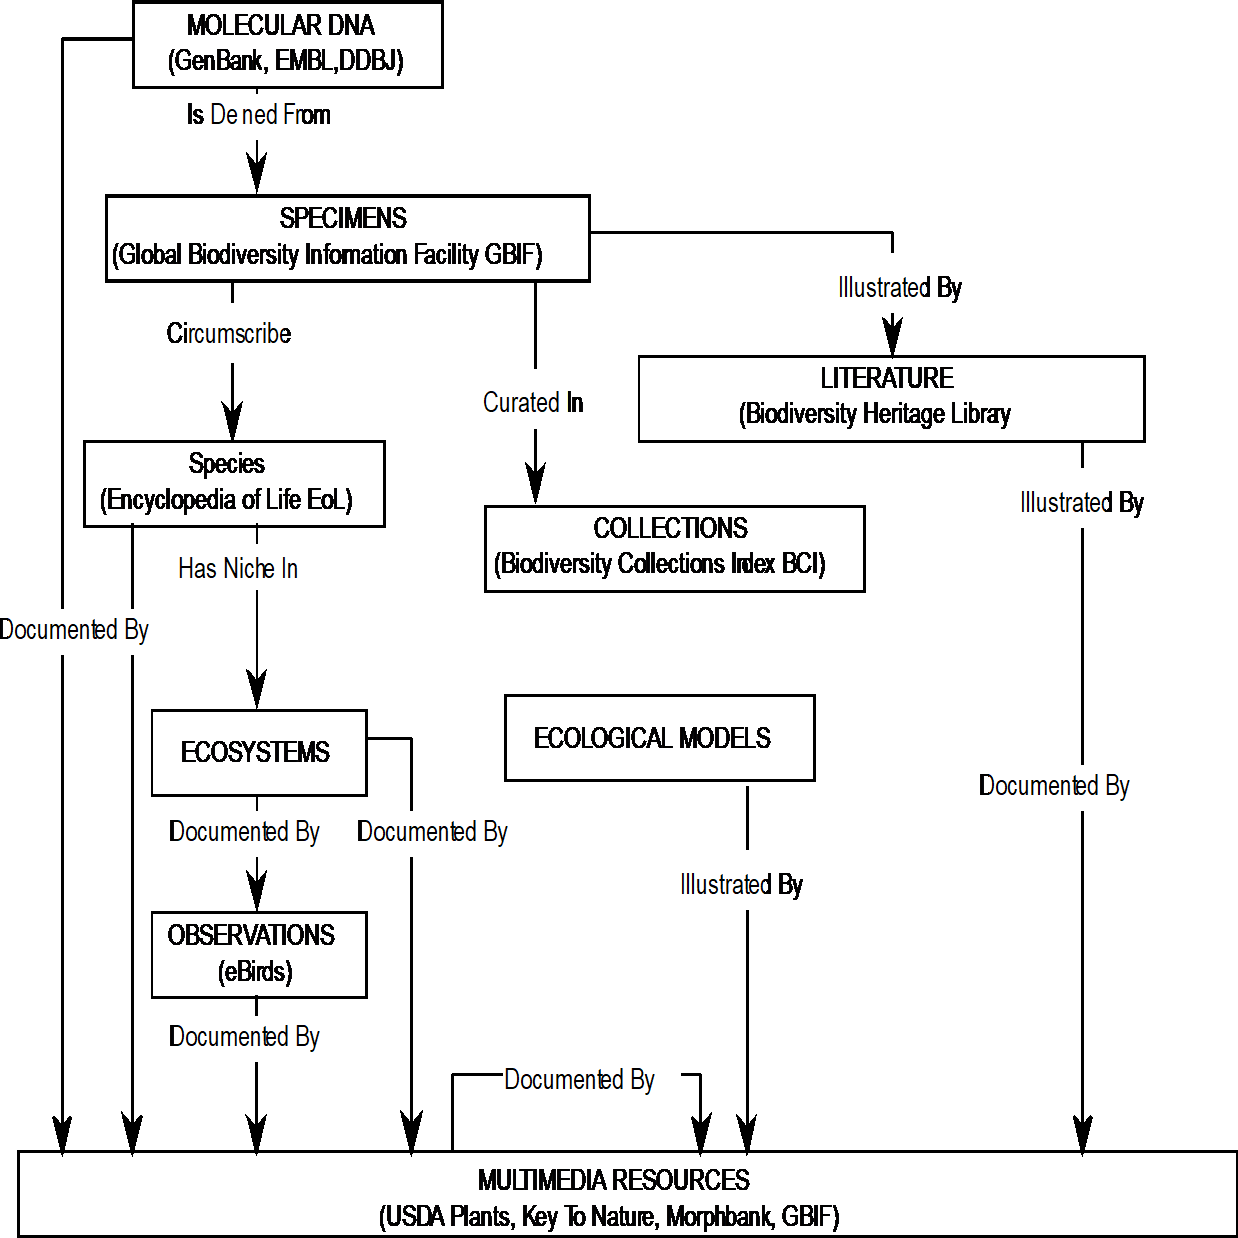 MOLECULAR DNA
(GenBank, EMBL,DDBJ)
Is De ned From
SPECIMENS
(Global Biodiversity Information Facility GBIF)
Illustrated By
Circumscribe
LITERATURE
(Biodiversity Heritage Library
Curated In
Species
(Encyclopedia of Life EoL)
Illustrated By
COLLECTIONS
(Biodiversity Collections Index BCI)
Has Niche In
Documented By
ECOSYSTEMS
ECOLOGICAL MODELS
Documented By
Documented By
Documented By
Illustrated By
OBSERVATIONS
(eBirds)
Documented By
Documented By
MULTIMEDIA RESOURCES
(USDA Plants, Key To Nature, Morphbank, GBIF)